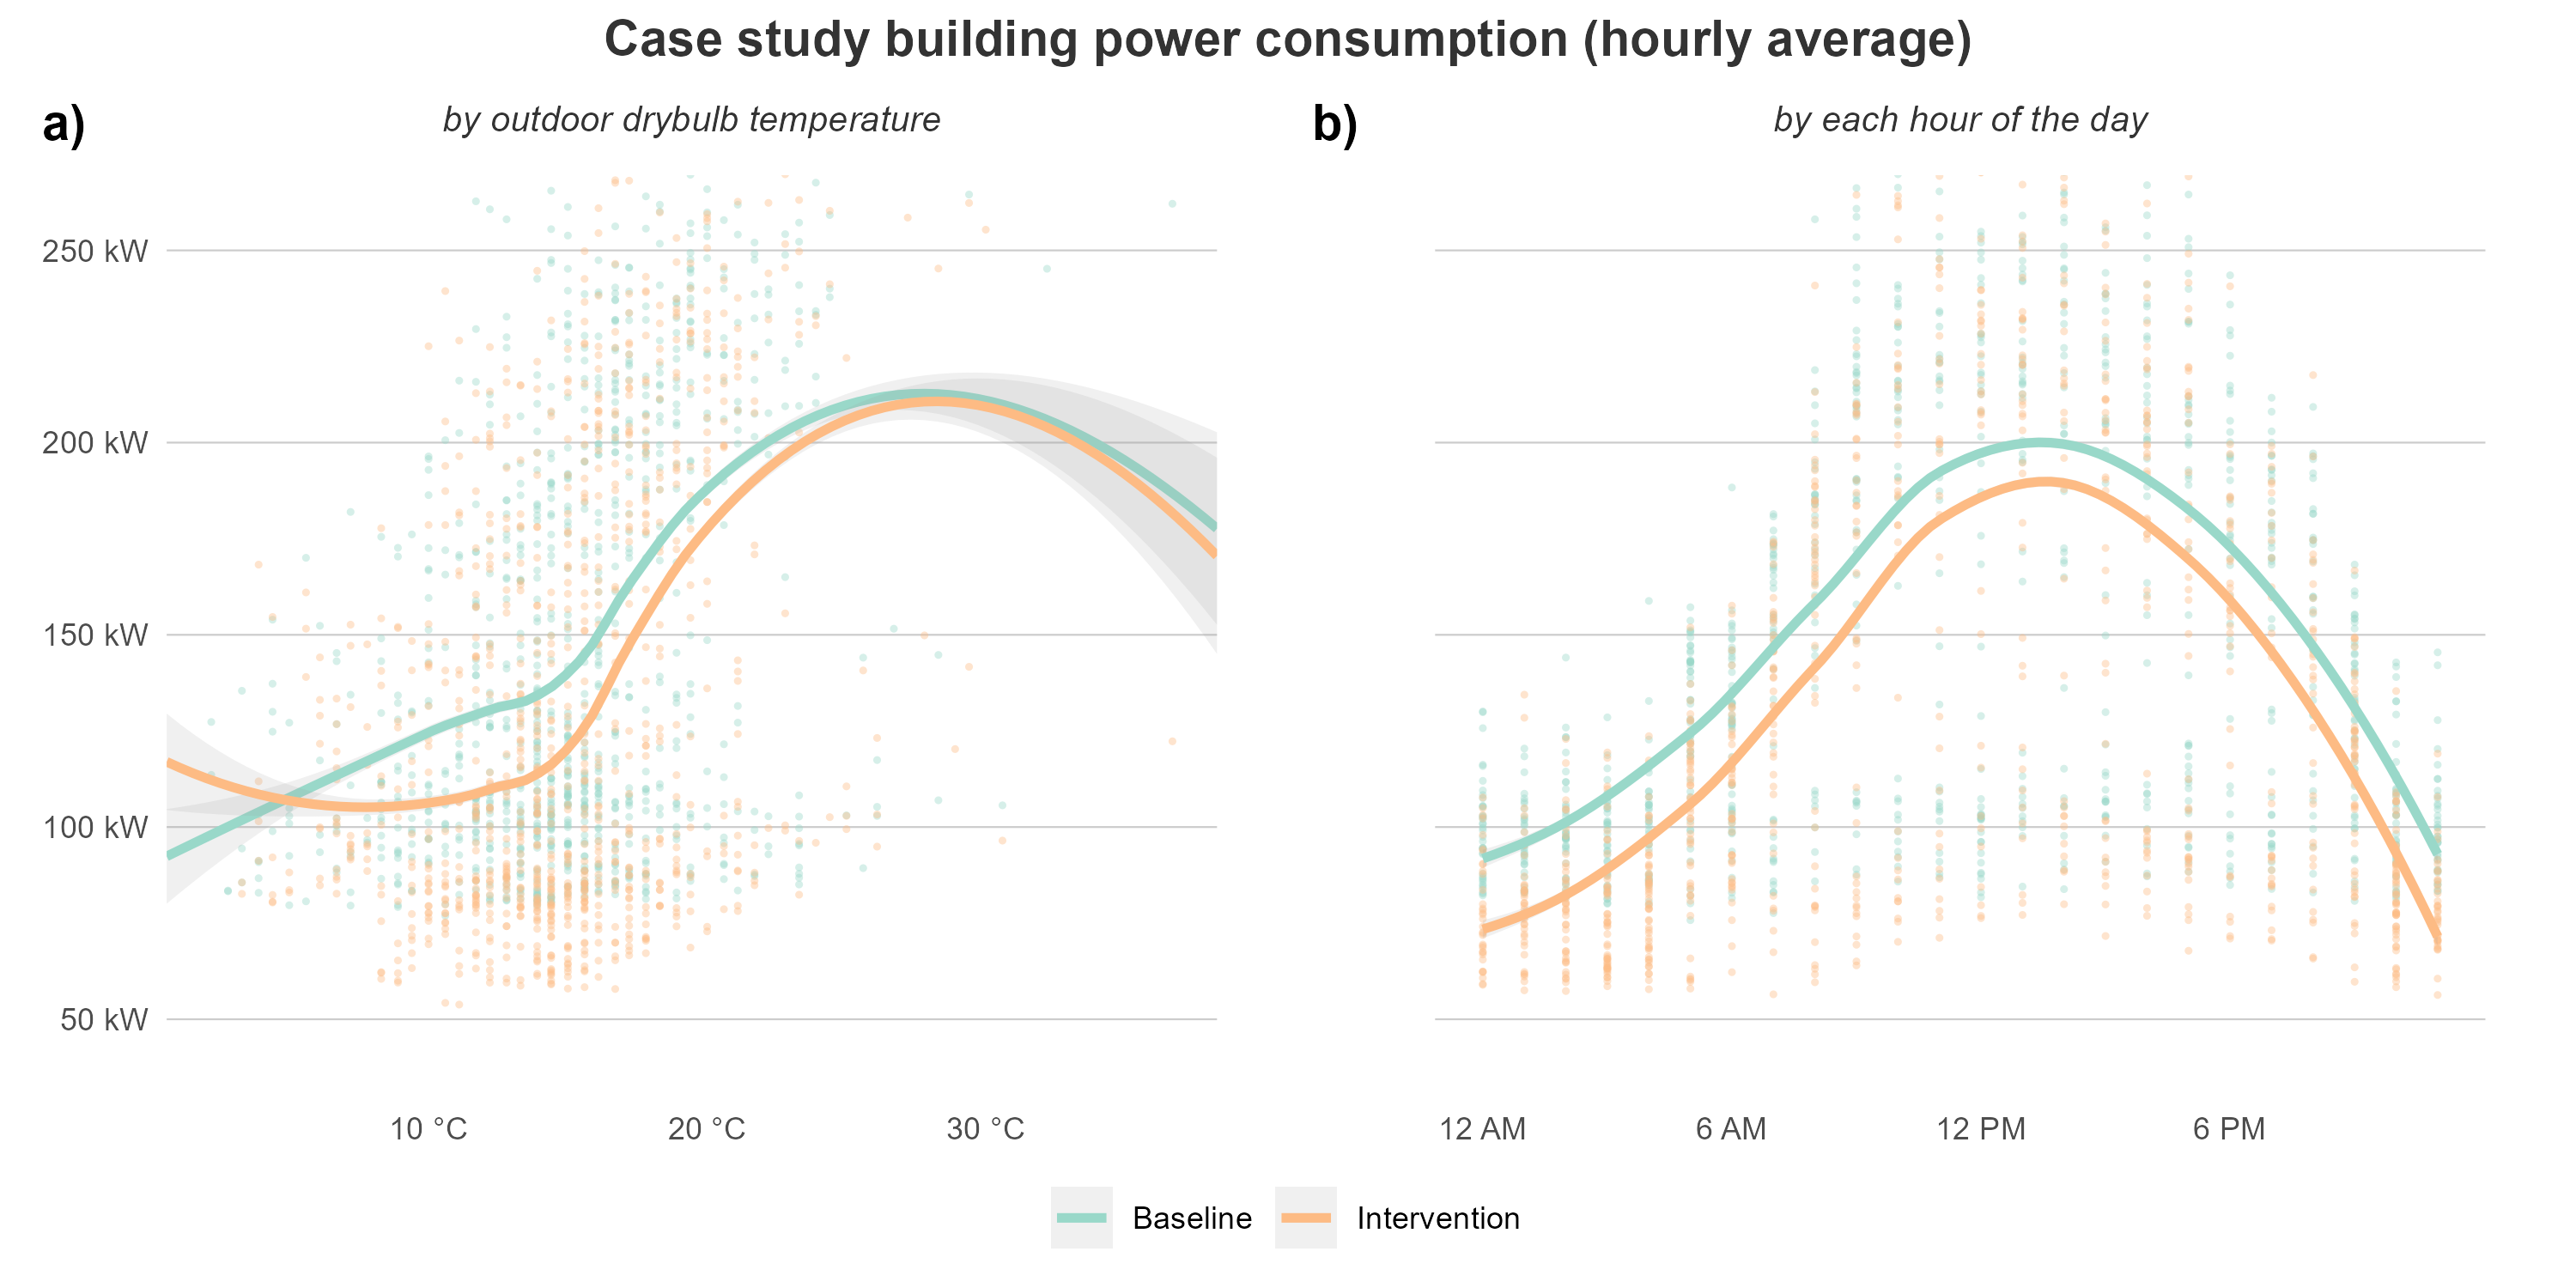 Case study building power consumption (hourly average)
a)
by outdoor drybulb temperature
250 kW
200 kW
150 kW
100 kW
50 kW
10 °C 20 °C 30 °C
b)
by each hour of the day
12 AM 6 AM 12 PM 6 PM
Baseline Intervention